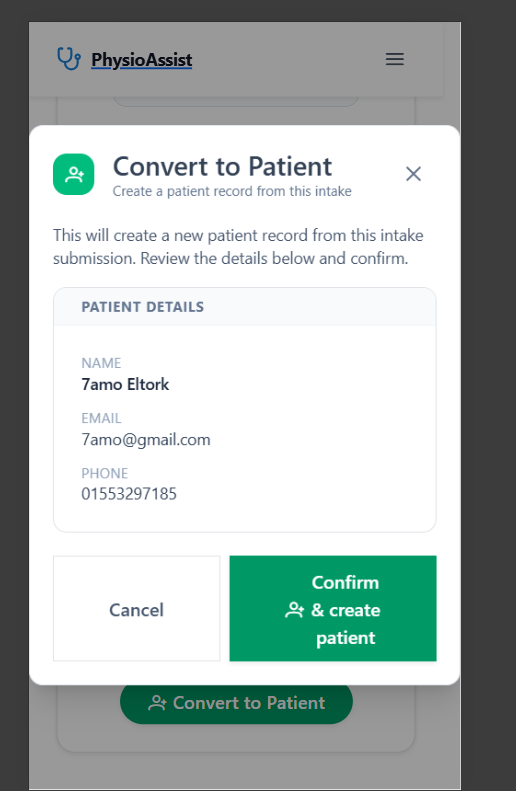 PhysioAssist
Convert to Patient
Create a patient record from this intake
This will create a new patient record from this intake
submission. Review the details below and confirm.
PATIENT DETAILS
NAME
7amo Eltork
EMAIL
7amo@gmail.com
PHONE
01553297185
Cancel
Confirm
& create
patient
Convert to Patient